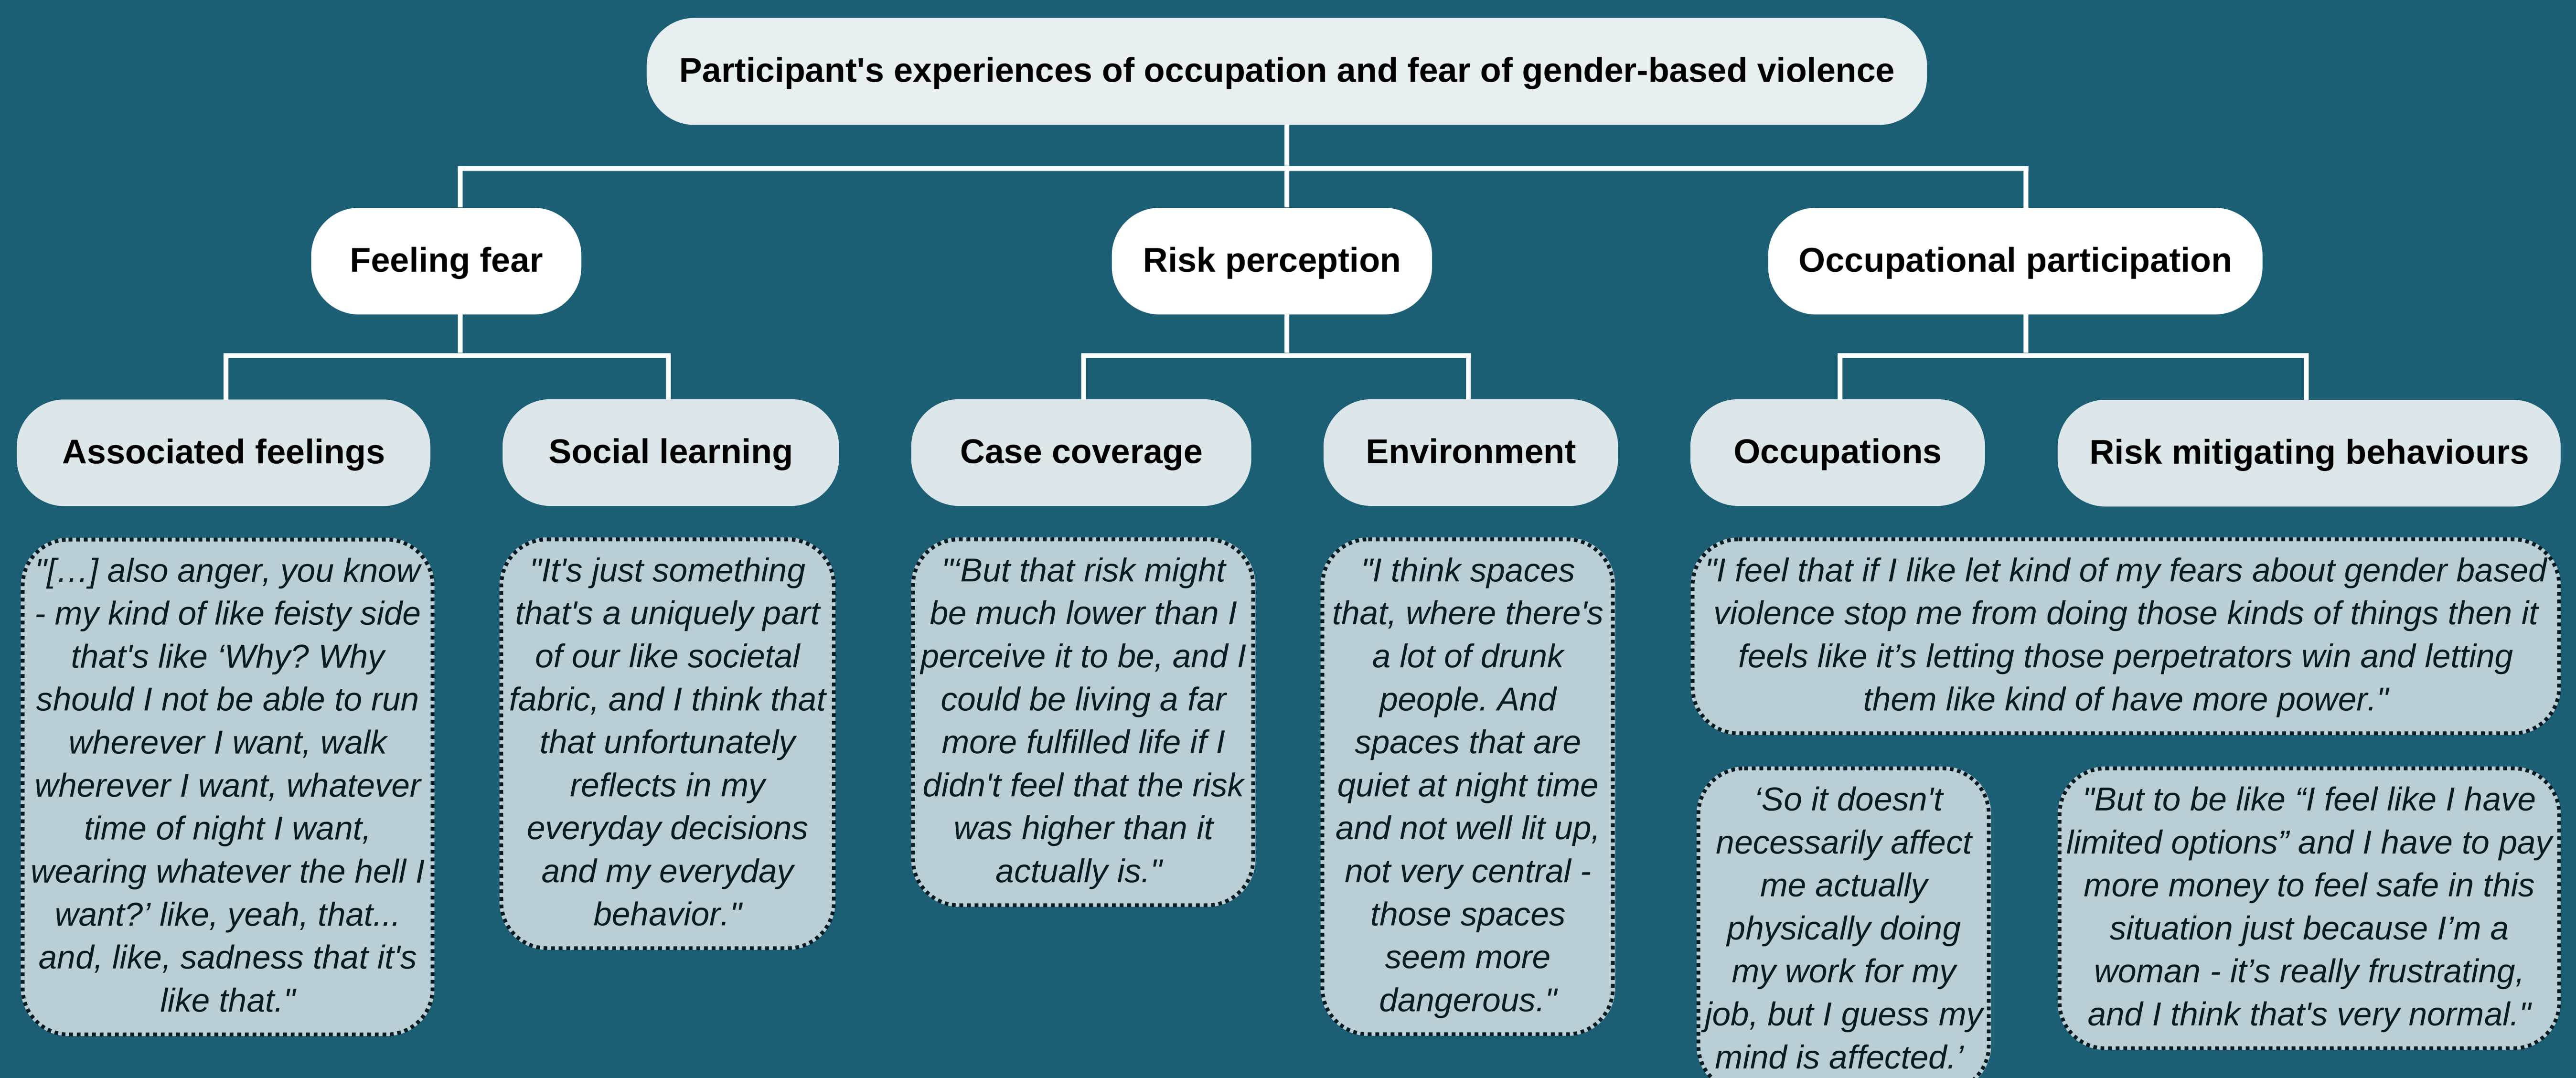 Participant's experiences of occupation and fear of gender-based violence
Feeling fear
Risk perception
Occupational participation
Associated feelings
Social learning
Case coverage
Environment
Occupations
Risk mitigating behaviours
"[…] also anger, you know
- my kind of like feisty side
that's like ‘Why? Why
should I not be able to run
wherever I want, walk
wherever I want, whatever
time of night I want,
wearing whatever the hell I
want?’ like, yeah, that...
and, like, sadness that it's
like that."
"It's just something
that's a uniquely part
of our like societal
fabric, and I think that
that unfortunately
reflects in my
everyday decisions
and my everyday
behavior."
"‘But that risk might
be much lower than I
perceive it to be, and I
could be living a far
more fulfilled life if I
didn't feel that the risk
was higher than it
actually is."
"I think spaces
that, where there's
a lot of drunk
people. And
spaces that are
quiet at night time
and not well lit up,
not very central -
those spaces
seem more
dangerous."
"I feel that if I like let kind of my fears about gender based
violence stop me from doing those kinds of things then it
feels like it’s letting those perpetrators win and letting
them like kind of have more power."
‘So it doesn't
necessarily affect
me actually
physically doing
my work for my
job, but I guess my
mind is affected.’
"But to be like “I feel like I have
limited options” and I have to pay
more money to feel safe in this
situation just because I’m a
woman - it’s really frustrating,
and I think that's very normal."